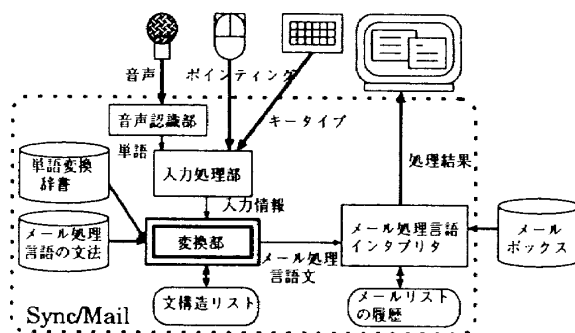 音声
ポインティング
キータイプ
音声認識部
単語
単語変換
辞書
入力処理部
処理結果
入力情報
メール処理
言語の文法
変換部
メール処理
言語文
メール処理言語
インタプリタ
メール
ボックス
文構造リスト
メールリスト
の履歴
Sync/Mail